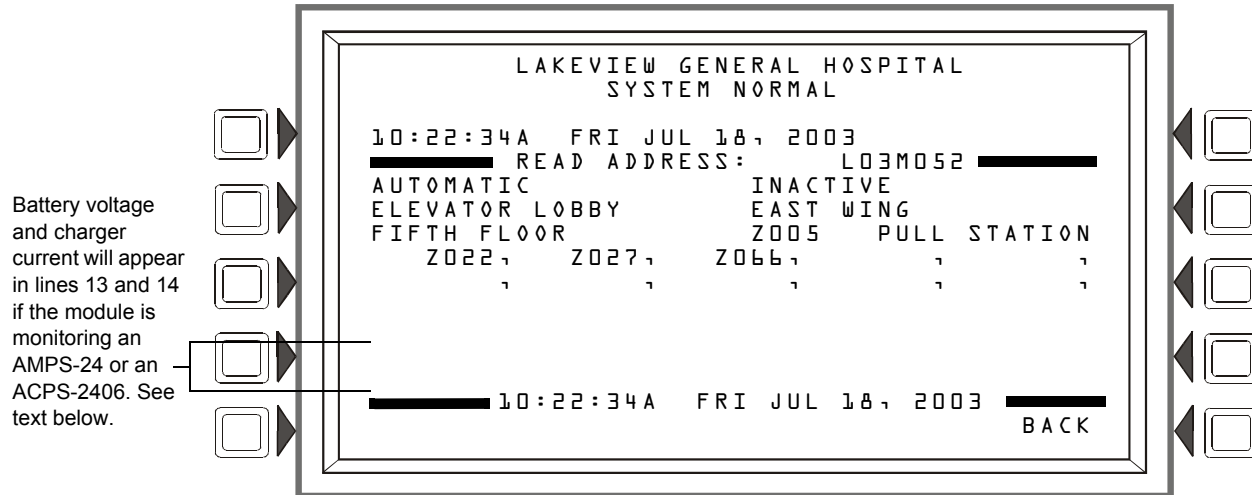 LAKEVIEW GENERAL HOSPITAL
SYSTEM NORMAL
10:22:34A FRI JUL 18, 2003
READ ADDRESS: L03M052
AUTOMATIC INACTIVE
ELEVATOR LOBBY EAST WING
FIFTH FLOOR Z005 PULL STATION
Z022, Z027, Z066, , ,
, , , , ,
10:22:34A FRI JUL 18, 2003
BACK
Battery voltage
and charger
current will appear
in lines 13 and 14
if the module is
monitoring an
AMPS-24 or an
ACPS-2406. See
text below.